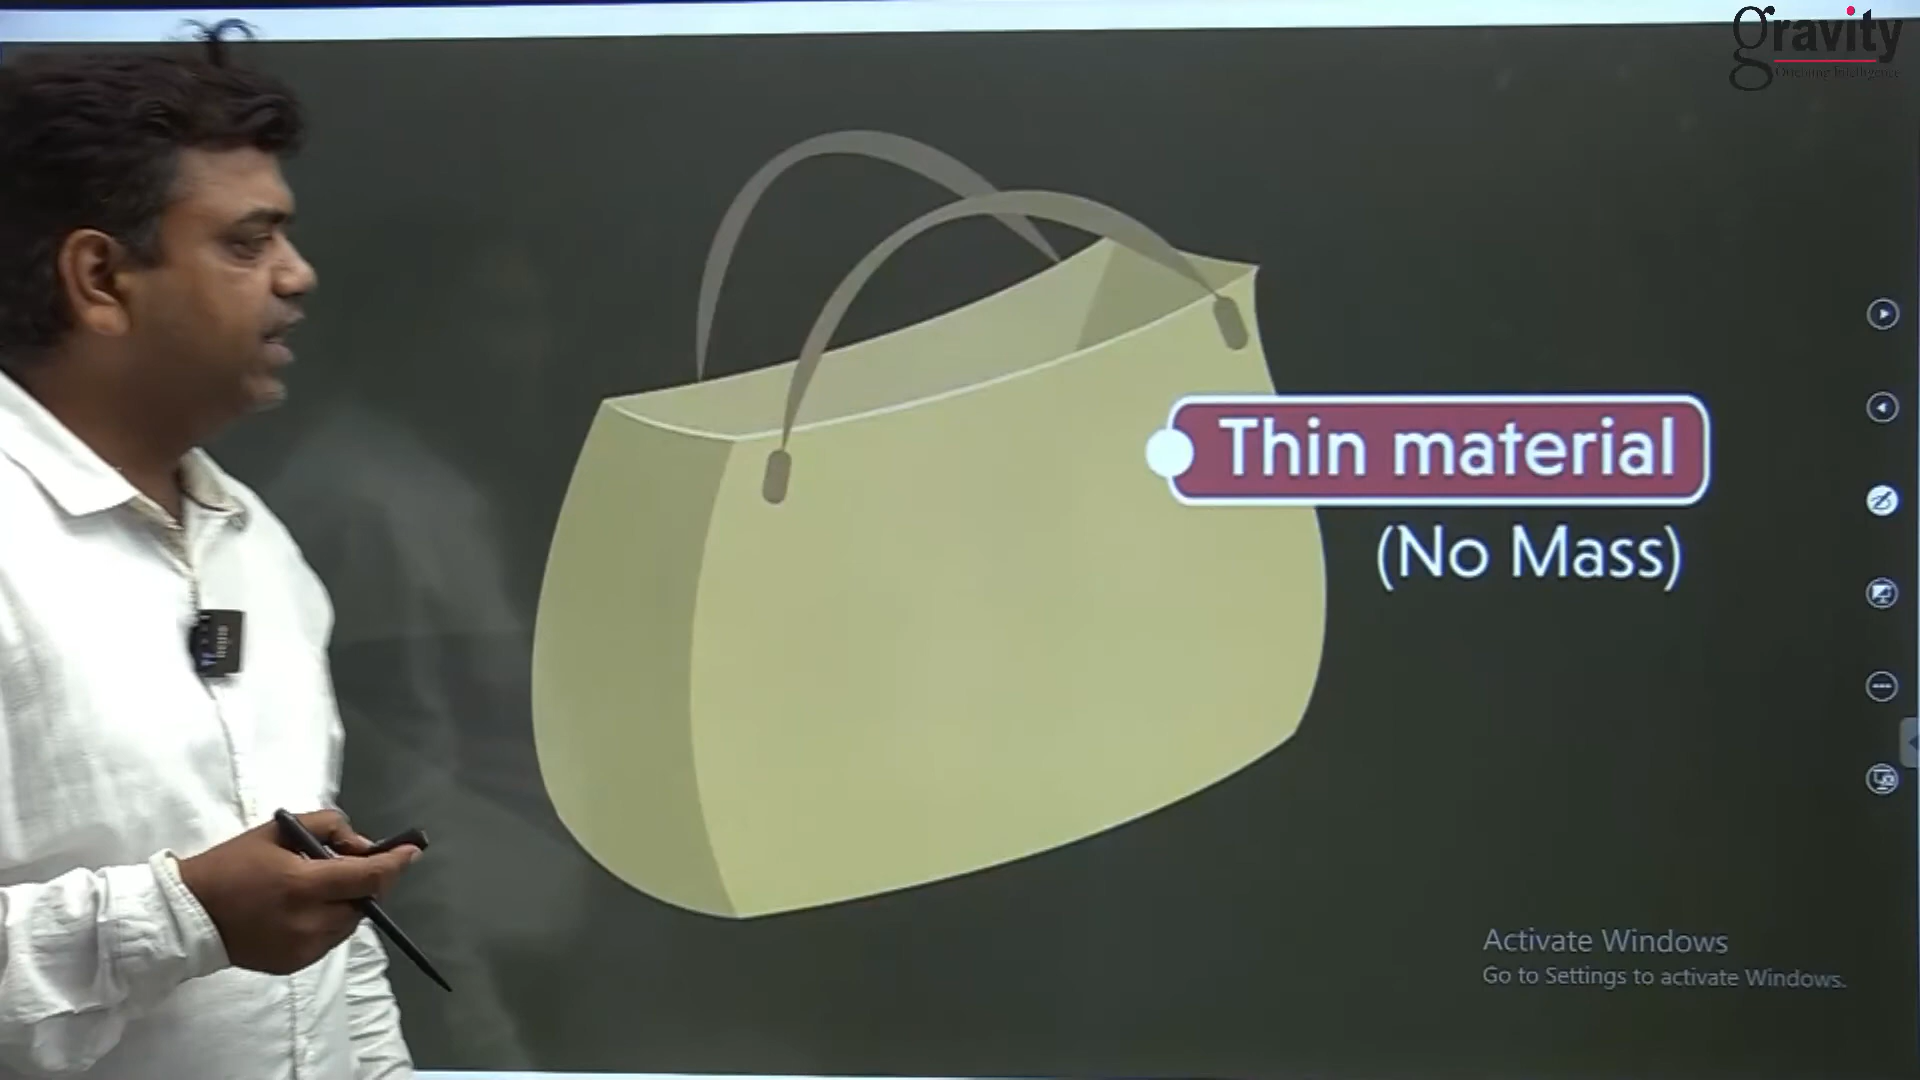 gravity
Thin material
(No Mass)
Activate Windows
Go to Settings to activate Windows.